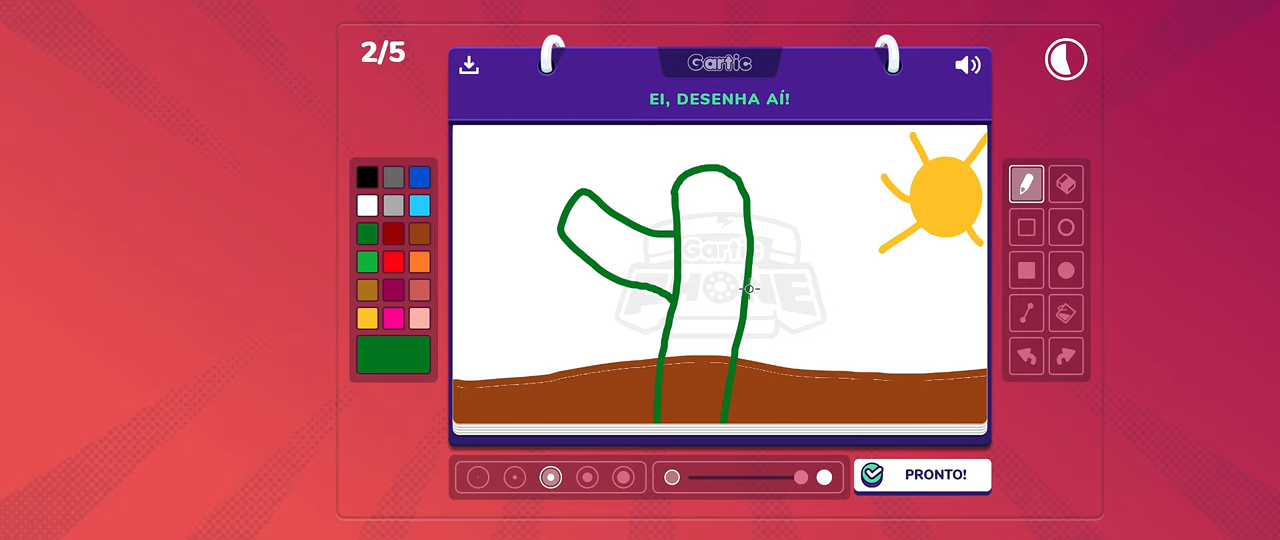 2/5
Gartic
EI, DESENHA AÍ!
Gartic
PHONE
PRONTO!